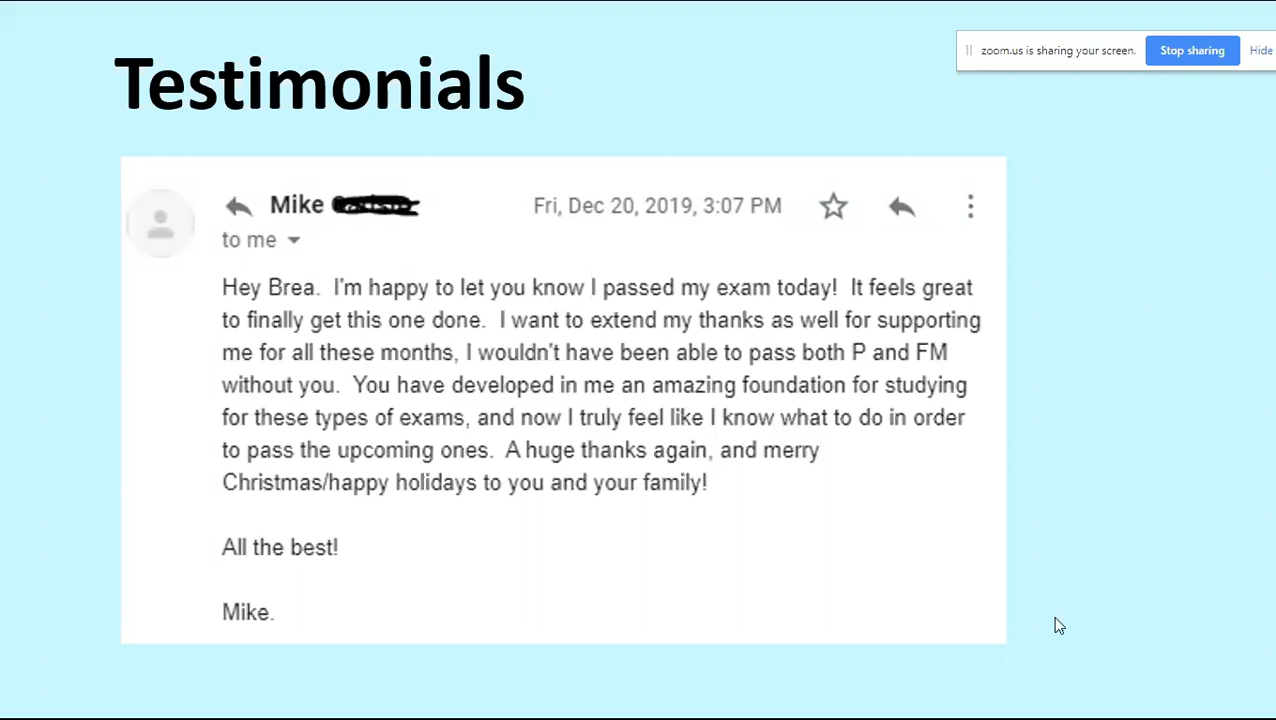 Testimonials
zoom.us is sharing your screen. Stop sharing Hide
Mike Fri, Dec 20, 2019, 3:07 PM
to me
Hey Brea.  I'm happy to let you know I passed my exam today!  It feels great
to finally get this one done.  I want to extend my thanks as well for supporting
me for all these months, I wouldn't have been able to pass both P and FM
without you.  You have developed in me an amazing foundation for studying
for these types of exams, and now I truly feel like I know what to do in order
to pass the upcoming ones.  A huge thanks again, and merry
Christmas/happy holidays to you and your family!
All the best!
Mike.